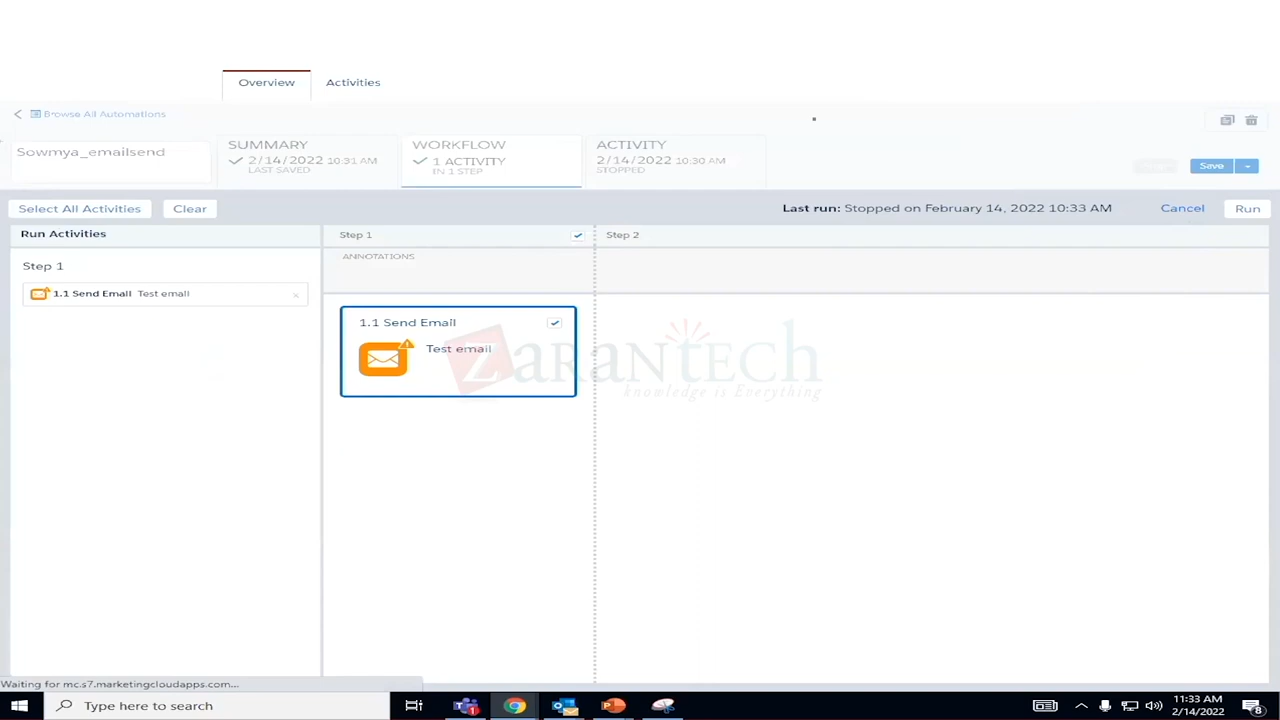 Overview Activities
Browse All Automations
Sowmya_emailsend
SUMMARY
2/14/2022 10:31 AM
LAST SAVED
WORKFLOW
1 ACTIVITY
IN 1 STEP
ACTIVITY
2/14/2022 10:30 AM
STOPPED
Save
Select All Activities Clear
Last run: Stopped on February 14, 2022 10:33 AM Cancel Run
Run Activities
Step 1
1.1 Send Email Test email
Step 1 Step 2
ANNOTATIONS
1.1 Send Email
Test email
ZARANTECH
knowledge is Everything
Waiting for mc.s7.marketingcloudapps.com...
Type here to search
1
11:33 AM
2/14/2022
8